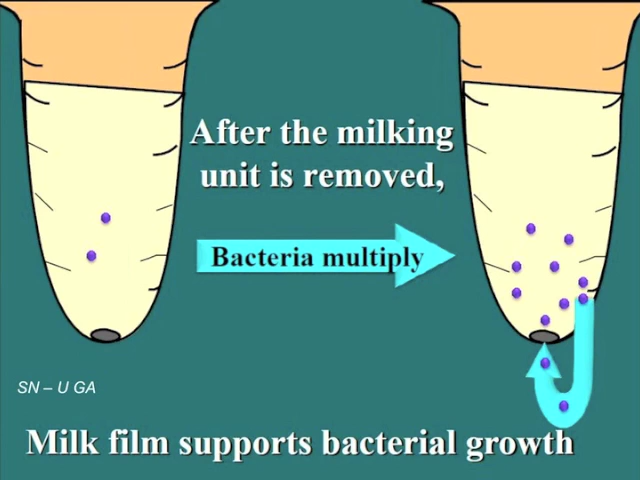 After the milking
unit is removed,
Bacteria multiply
SN – U GA
Milk film supports bacterial growth